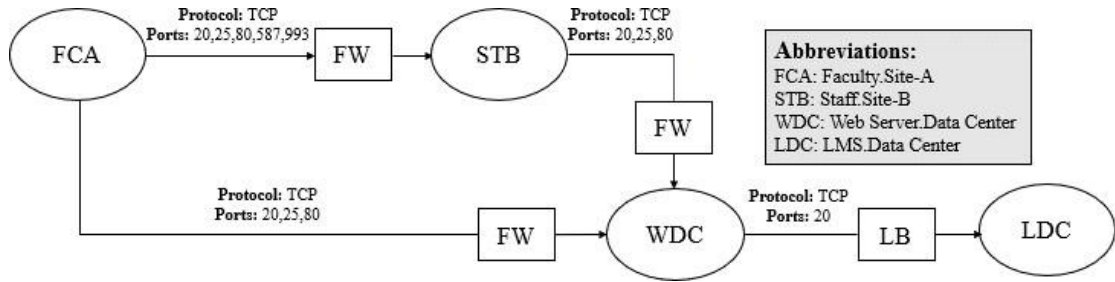 FCA
Protocol: TCP
Ports: 20,25,80,587,993
FW
STB
Protocol: TCP
Ports: 20,25,80
FW
Abbreviations:
FCA: Faculty.Site-A
STB: Staff.Site-B
WDC: Web Server.Data Center
LDC: LMS.Data Center
Protocol: TCP
Ports: 20,25,80
FW
WDC
Protocol: TCP
Ports: 20
LB
LDC